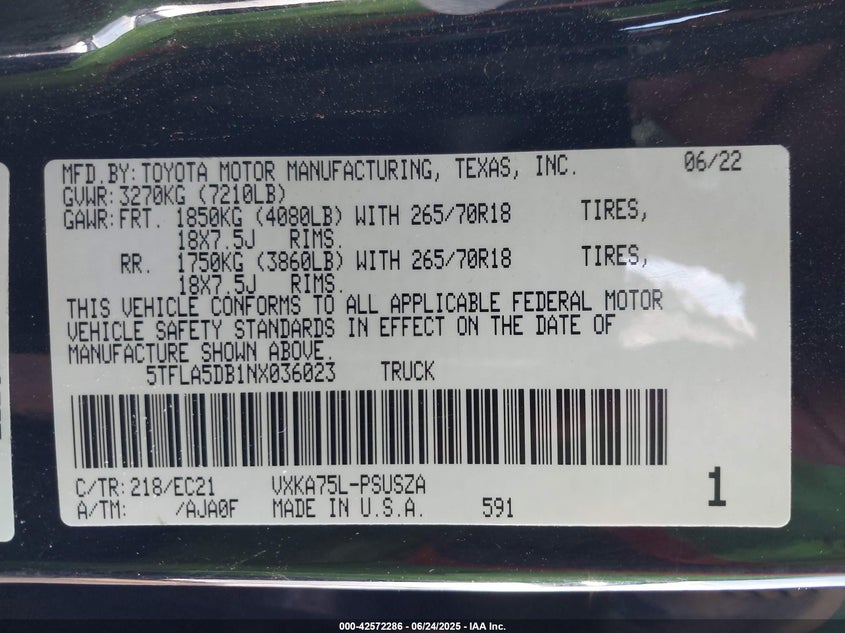 MFD.BY: TOYOTA MOTOR MANUFACTURING, TEXAS, INC. 06/22
GVWR: 3270KG (7210LB)
GAWR: FRT. 1850KG (4080LB) WITH 265/70R18 TIRES,
18X7.5J RIMS.
RR. 1750KG (3860LB) WITH 265/70R18 TIRES,
18X7.5J RIMS.
THIS VEHICLE CONFORMS TO ALL APPLICABLE FEDERAL MOTOR
VEHICLE SAFETY STANDARDS IN EFFECT ON THE DATE OF
MANUFACTURE SHOWN ABOVE.
5TFLA5DB1NX036023 TRUCK
C/TR: 218/EC21 VXKA75L-PSUSZA
A/TM: /AJA0F MADE IN U.S.A. 591
1
000-42572286 - 06/24/2025 - IAA Inc.